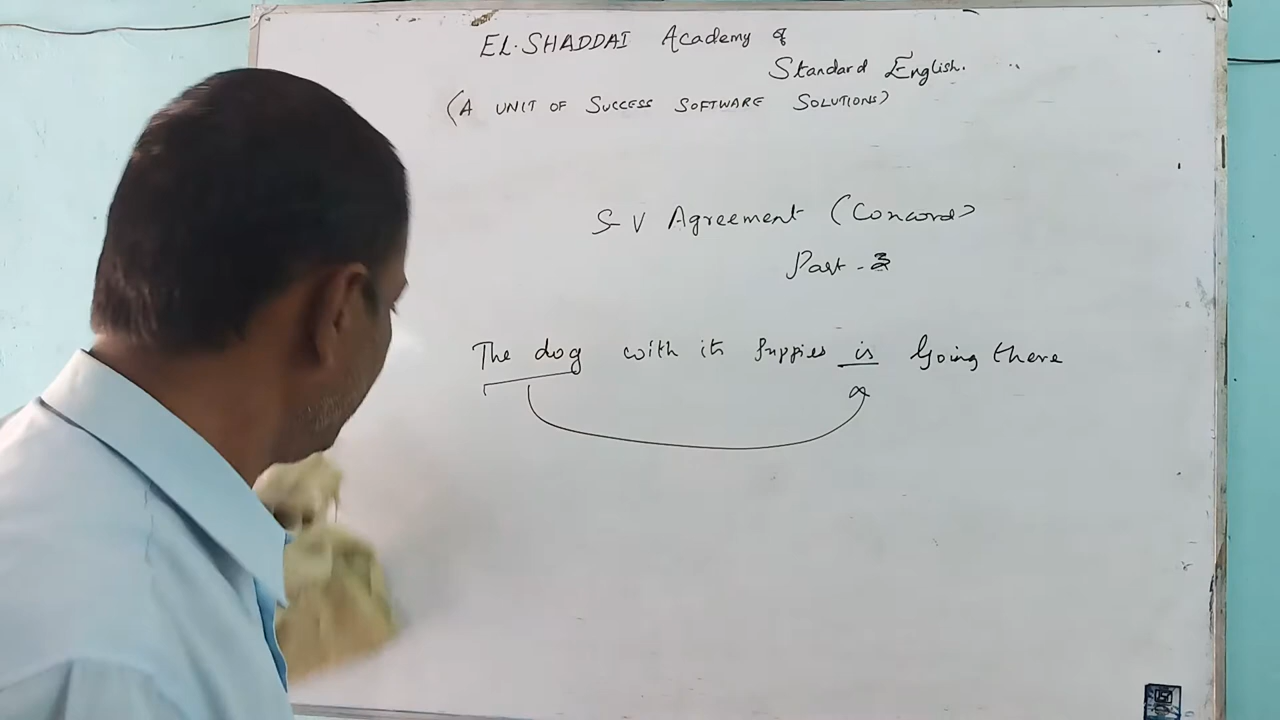 EL.SHADDAI Academy of
Standard English.
(A UNIT OF SUCCESS SOFTWARE SOLUTIONS)
S V Agreement (Concord)
Part - 3
The dog with its puppies is Going there